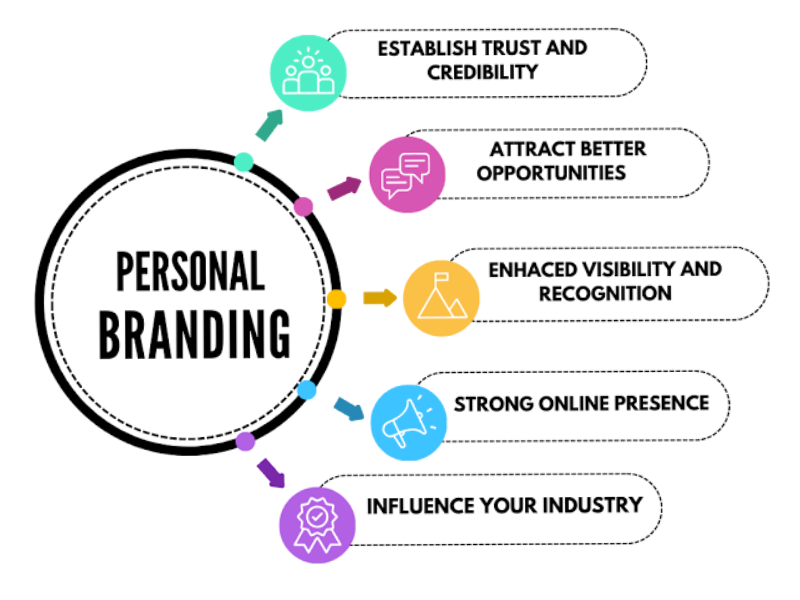 ESTABLISH TRUST AND
CREDIBILITY
ATTRACT BETTER
OPPORTUNITIES
PERSONAL
BRANDING
ENHACED VISIBILITY AND
RECOGNITION
STRONG ONLINE PRESENCE
INFLUENCE YOUR INDUSTRY